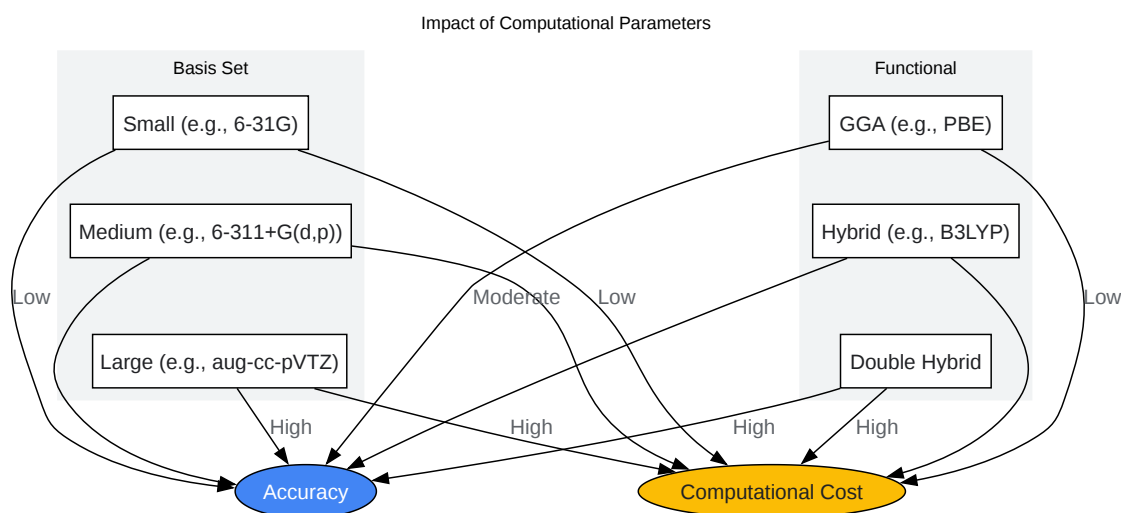 Impact of Computational Parameters
Basis Set
Functional
Small (e.g., 6-31G)
GGA (e.g., PBE)
Medium (e.g., 6-311+G(d,p))
Hybrid (e.g., B3LYP)
Low
Moderate
Low
Low
Large (e.g., aug-cc-pVTZ)
Double Hybrid
High
High
High
High
Accuracy
Computational Cost